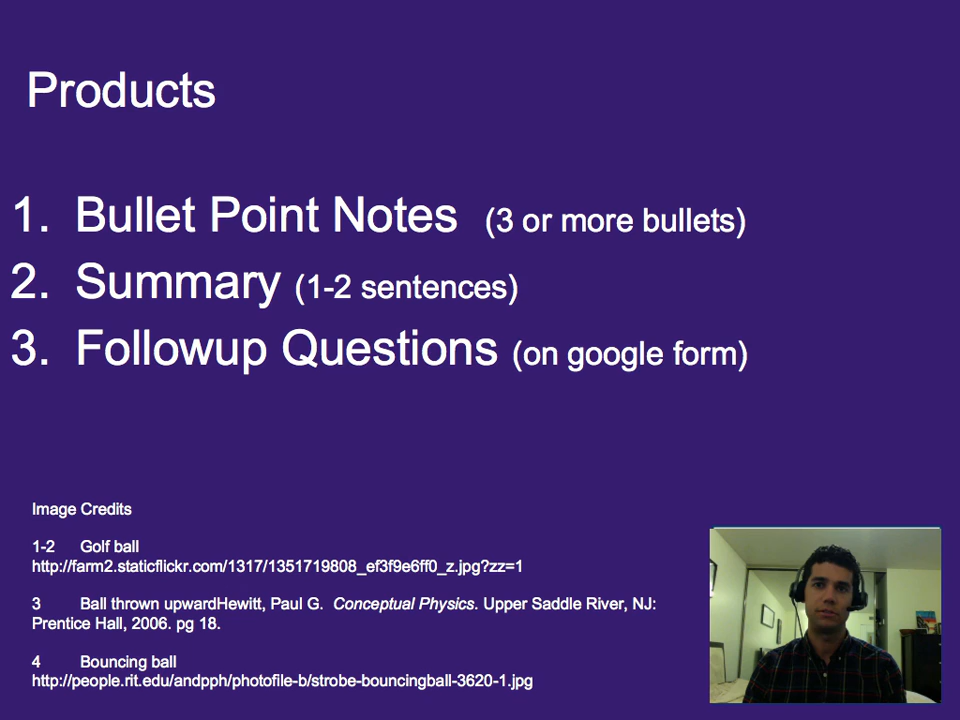 Products
1. Bullet Point Notes (3 or more bullets)
2. Summary (1-2 sentences)
3. Followup Questions (on google form)
Image Credits
1-2 Golf ball
http://farm2.staticflickr.com/1317/1351719808_ef3f9e6ff0_z.jpg?zz=1
3 Ball thrown upwardHewitt, Paul G. Conceptual Physics. Upper Saddle River, NJ:
Prentice Hall, 2006. pg 18.
4 Bouncing ball
http://people.rit.edu/andpph/photofile-b/strobe-bouncingball-3620-1.jpg